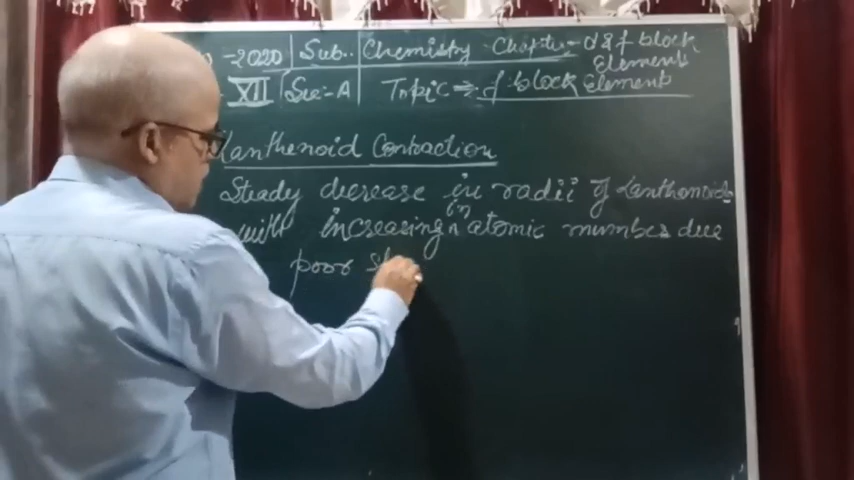 -2020 | Sub.. Chemistry Chapter - d & f block
Elements
XII | Sec:-A Topic ⇒ f-block Element
Lanthenoid Contraction
Steady decrease in radii of Lanthonoids
in
with increasing ∧ atomic number due
poor